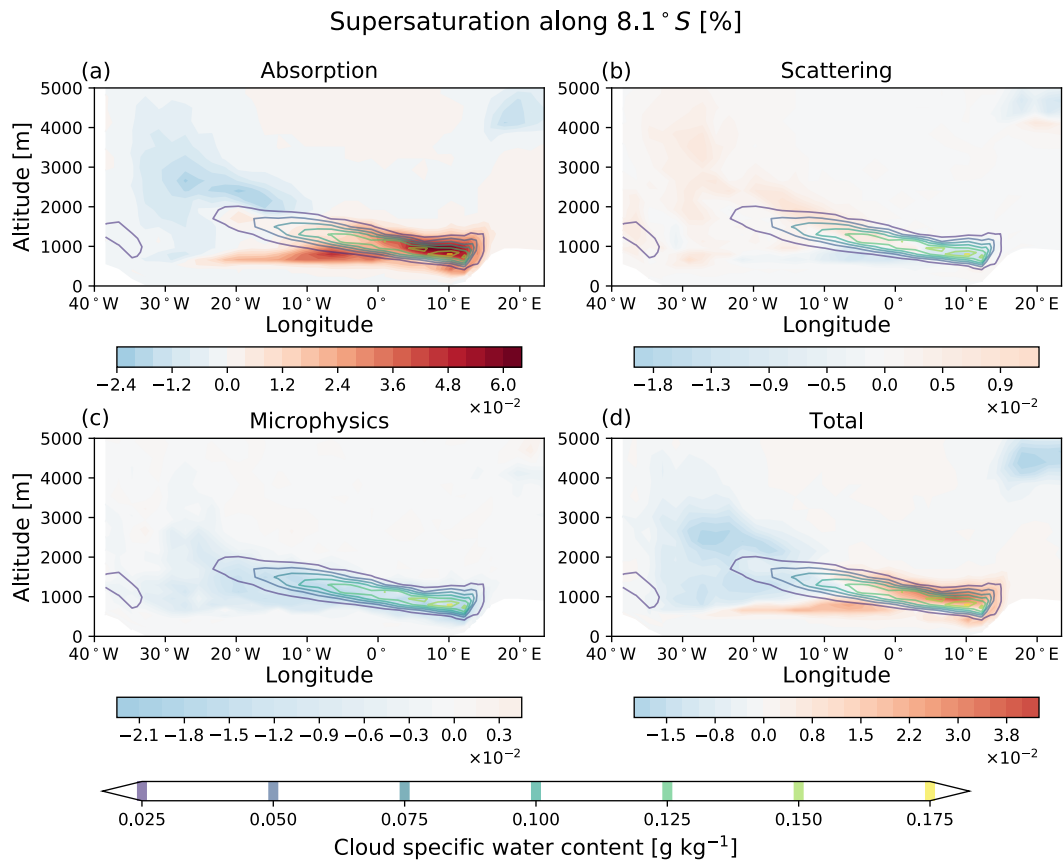 Supersaturation along 8.1°S [%]
(a) Absorption
(b) Scattering
5000
4000
3000
2000
1000
0
Altitude [m]
40 W 30 W 20 W 10 W 0° 10 E 20 E
Longitude
40 W 30 W 20 W 10 W 0° 10 E 20 E
Longitude
5000
4000
3000
2000
1000
0
−2.4 −1.2 0.0 1.2 2.4 3.6 4.8 6.0
×10−2
−1.8 −1.3 −0.9 −0.5 0.0 0.5 0.9
×10−2
(c) Microphysics
(d) Total
5000
4000
3000
2000
1000
0
Altitude [m]
40 W 30 W 20 W 10 W 0° 10 E 20 E
Longitude
5000
4000
3000
2000
1000
0
40 W 30 W 20 W 10 W 0° 10 E 20 E
Longitude
−2.1 −1.8 −1.5 −1.2 −0.9 −0.6 −0.3 0.0 0.3
×10−2
−1.5 −0.8 0.0 0.8 1.5 2.2 3.0 3.8
×10−2
0.025 0.050 0.075 0.100 0.125 0.150 0.175
Cloud specific water content [g kg−1]